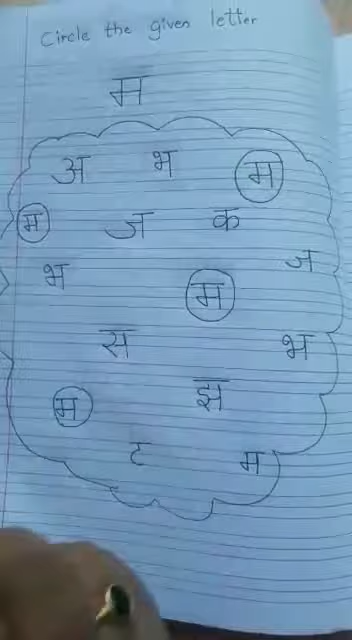 Circle the given letter
म
अ भ म
म ज क
ज
भ म
स भ
म झ
ट म